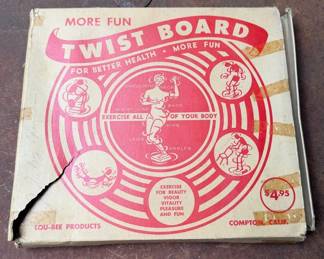 MORE FUN
TWIST BOARD
FOR BETTER HEALTH • MORE FUN
EXERCISE ALL OF YOUR BODY
EXERCISE
FOR BEAUTY
VIGOR
VITALITY
PLEASURE
AND FUN
$4.95
LOU-BEE PRODUCTS
COMPTON, CALIF.